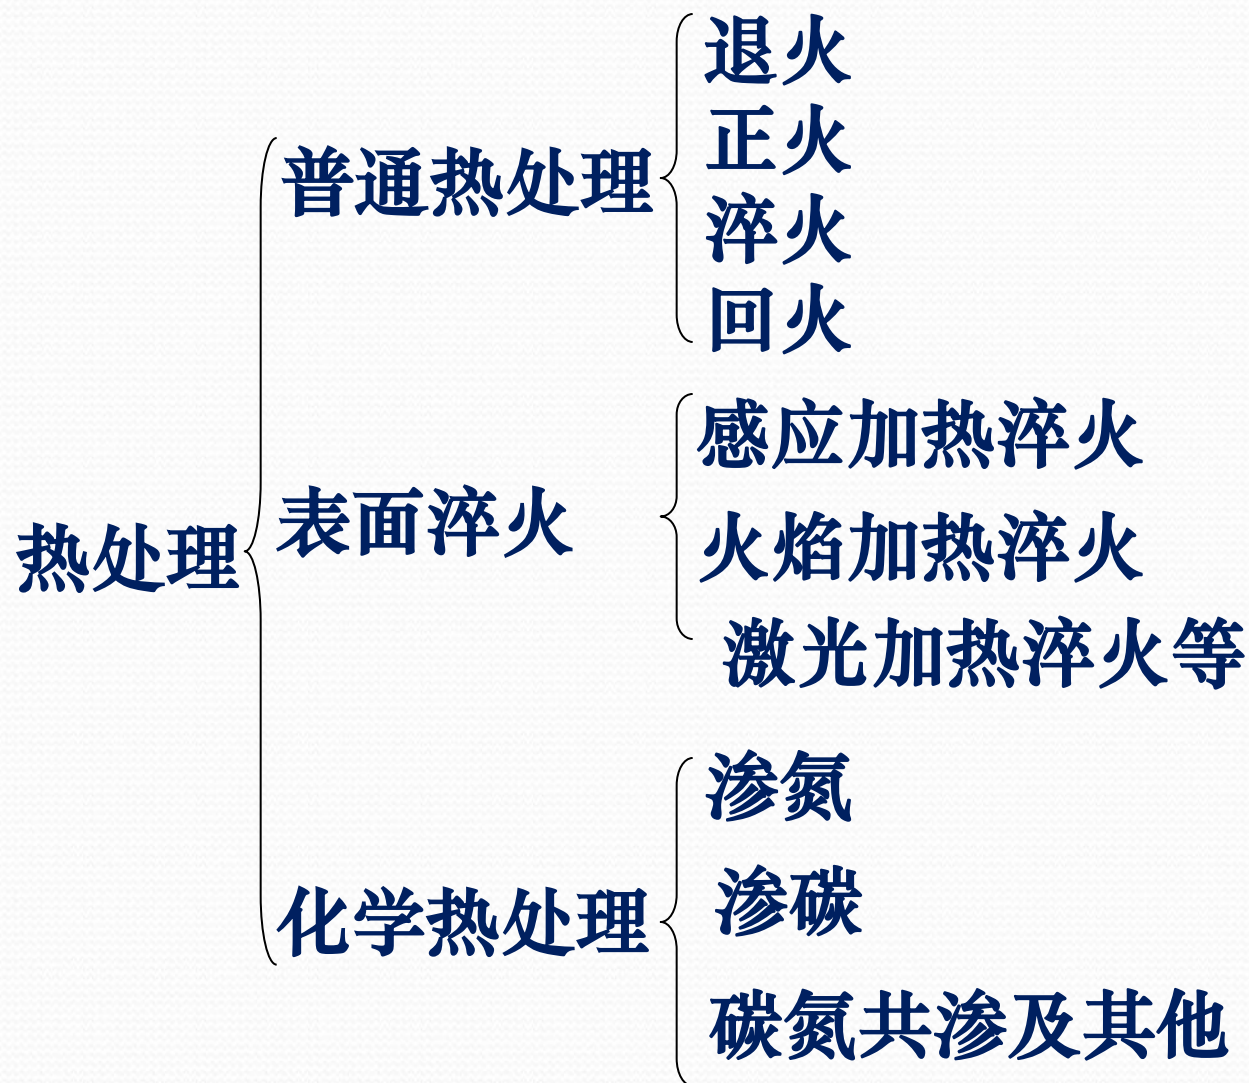 热处理
普通热处理
退火
正火
淬火
回火
表面淬火
感应加热淬火
火焰加热淬火
激光加热淬火等
化学热处理
渗氮
渗碳
碳氮共渗及其他